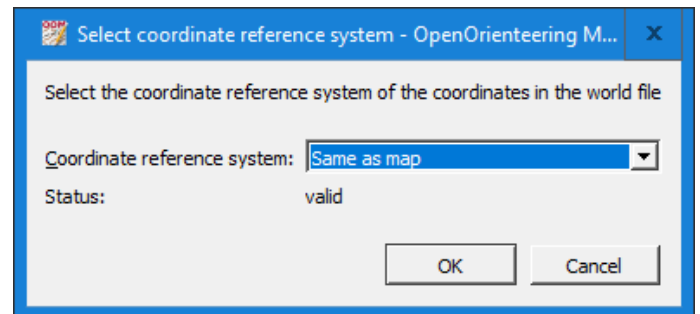 Select coordinate reference system - OpenOrienteering M...
Select the coordinate reference system of the coordinates in the world file
Coordinate reference system: Same as map
Status: valid
OK Cancel